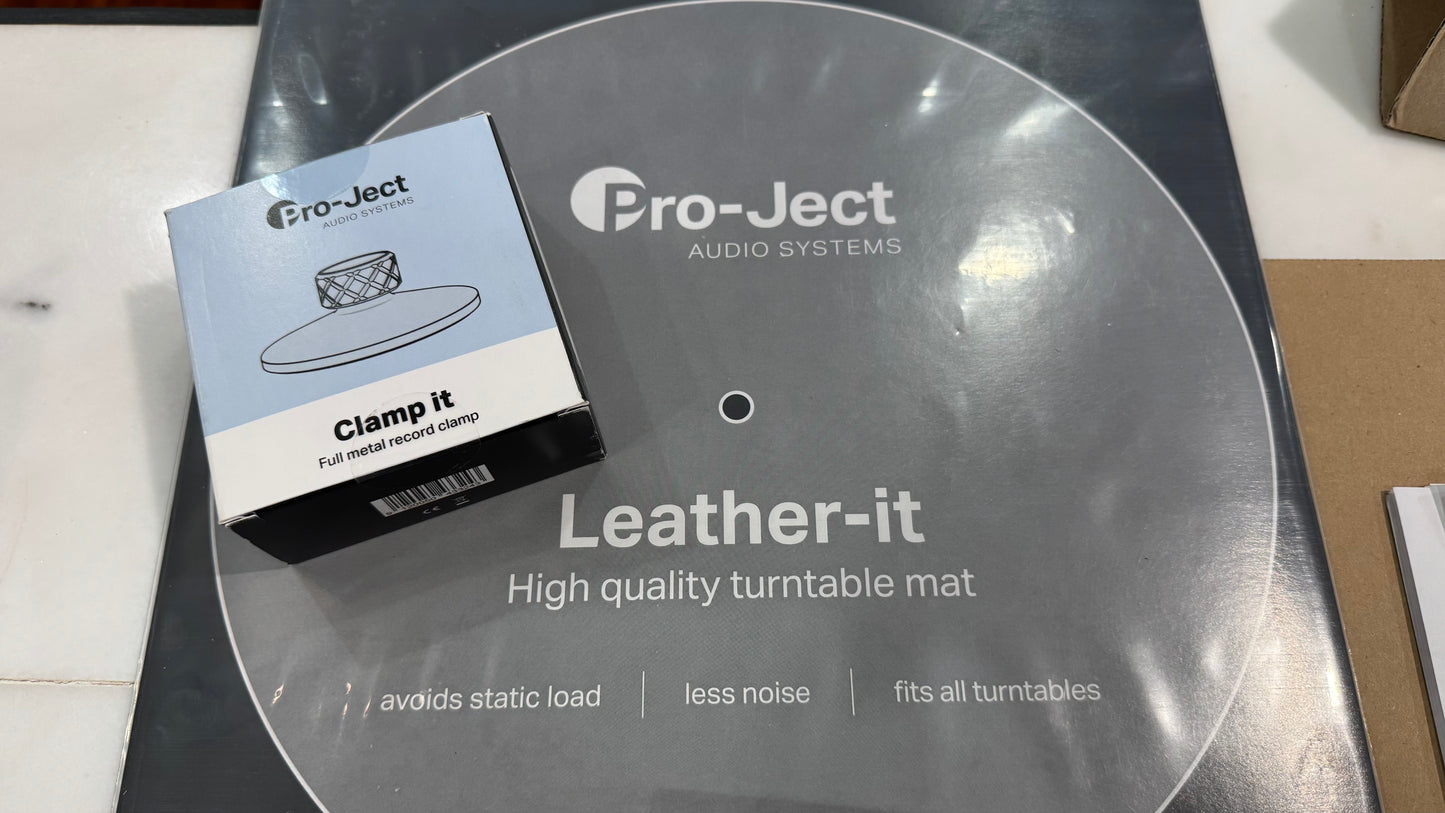 Pro-Ject
AUDIO SYSTEMS
Clamp it
Full metal record clamp
Pro-Ject
AUDIO SYSTEMS
Leather-it
High quality turntable mat
avoids static load
less noise
fits all turntables